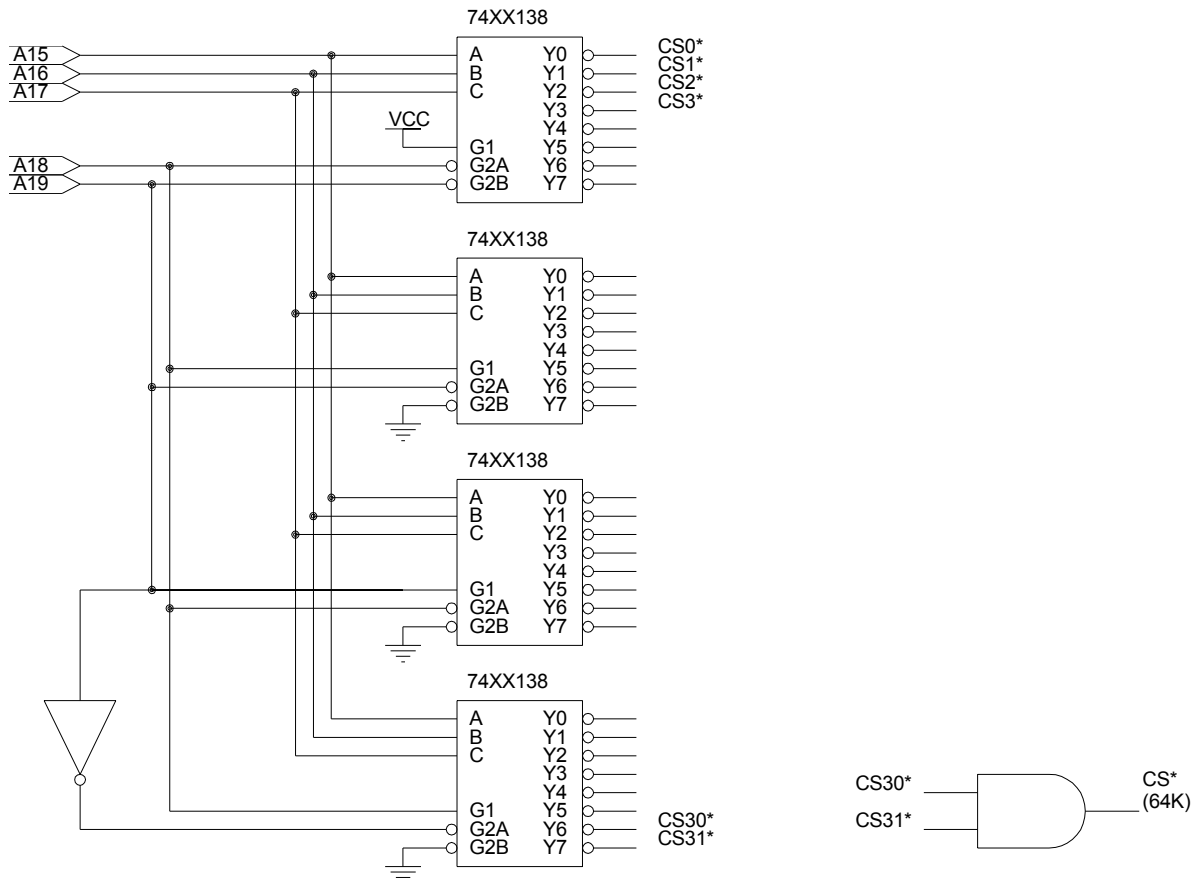 74XX138
A15 A Y0 CS0*
A16 B Y1 CS1*
A17 C Y2 CS2*
Y3 CS3*
Y4
VCC
G1 Y5
A18 G2A Y6
A19 G2B Y7
74XX138
A Y0
B Y1
C Y2
Y3
Y4
G1 Y5
G2A Y6
G2B Y7
74XX138
A Y0
B Y1
C Y2
Y3
Y4
G1 Y5
G2A Y6
G2B Y7
74XX138
A Y0
B Y1
C Y2
Y3
Y4
G1 Y5
G2A Y6 CS30*
G2B Y7 CS31*
CS30*
CS31*
CS*
(64K)